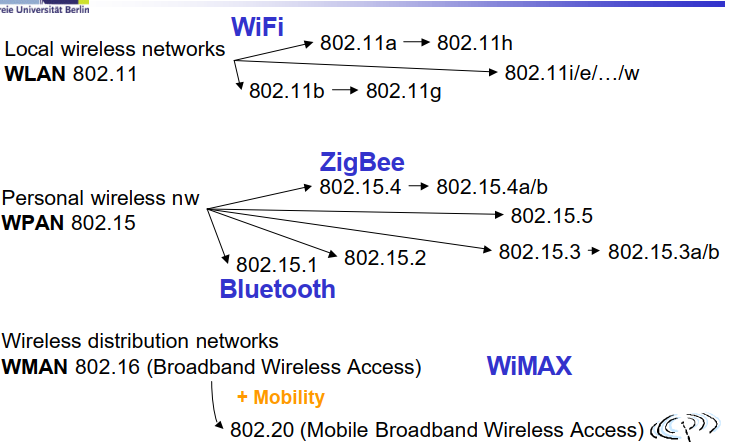 reie Universität Berlin
WiFi
Local wireless networks
WLAN 802.11
802.11a 802.11h
802.11i/e/…/w
802.11b 802.11g
ZigBee
Personal wireless nw
WPAN 802.15
802.15.4 802.15.4a/b
802.15.5
802.15.3 802.15.3a/b
802.15.1 802.15.2
Bluetooth
Wireless distribution networks
WMAN 802.16 (Broadband Wireless Access) WiMAX
+ Mobility
802.20 (Mobile Broadband Wireless Access)